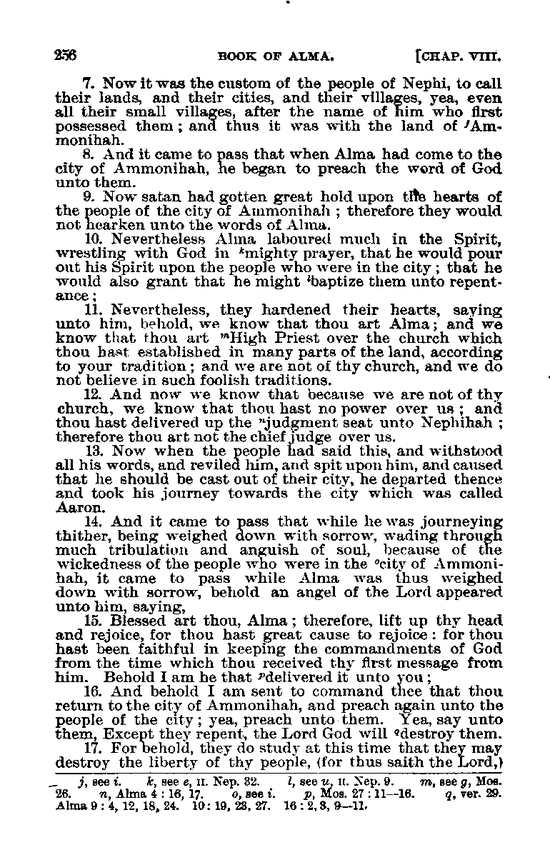 256 BOOK OF ALMA. [CHAP. VIII.
7. Now it was the custom of the people of Nephi, to call
their lands, and their cities, and their villages, yea, even
all their small villages, after the name of him who first
possessed them; and thus it was with the land of jAm-
monihah.
8. And it came to pass that when Alma had come to the
city of Ammonihah, he began to preach the word of God
unto them.
9. Now satan had gotten great hold upon the hearts of
the people of the city of Ammonihah; therefore they would
not hearken unto the words of Alma.
10. Nevertheless Alma laboured much in the Spirit,
wrestling with God in kmighty prayer, that he would pour
out his Spirit upon the people who were in the city; that he
would also grant that he might lbaptize them unto repent-
ance;
11. Nevertheless, they hardened their hearts, saying
unto him, behold, we know that thou art Alma; and we
know that thou art mHigh Priest over the church which
thou hast established in many parts of the land, according
to your tradition; and we are not of thy church, and we do
not believe in such foolish traditions.
12. And now we know that because we are not of thy
church, we know that thou hast no power over us; and
thou hast delivered up the njudgment seat unto Nephihah;
therefore thou art not the chief judge over us.
13. Now when the people had said this, and withstood
all his words, and reviled him, and spit upon him, and caused
that he should be cast out of their city, he departed thence
and took his journey towards the city which was called
Aaron.
14. And it came to pass that while he was journeying
thither, being weighed down with sorrow, wading through
much tribulation and anguish of soul, because of the
wickedness of the people who were in the ocity of Ammoni-
hah, it came to pass while Alma was thus weighed
down with sorrow, behold an angel of the Lord appeared
unto him, saying,
15. Blessed art thou, Alma; therefore, lift up thy head
and rejoice, for thou hast great cause to rejoice: for thou
hast been faithful in keeping the commandments of God
from the time which thou received thy first message from
him. Behold I am he that pdelivered it unto you;
16. And behold I am sent to command thee that thou
return to the city of Ammonihah, and preach again unto the
people of the city; yea, preach unto them. Yea, say unto
them, Except they repent, the Lord God will qdestroy them.
17. For behold, they do study at this time that they may
destroy the liberty of thy people, (for thus saith the Lord,)
j, see i. k, see e, II. Nep. 32. l, see u, II. Nep. 9. m, see g, Mos.
26. n, Alma 4:16, 17. o, see i. p, Mos. 27:11—16. q, ver. 29.
Alma 9:4, 12, 18, 24. 10:19, 23, 27. 16:2, 3, 9—11.